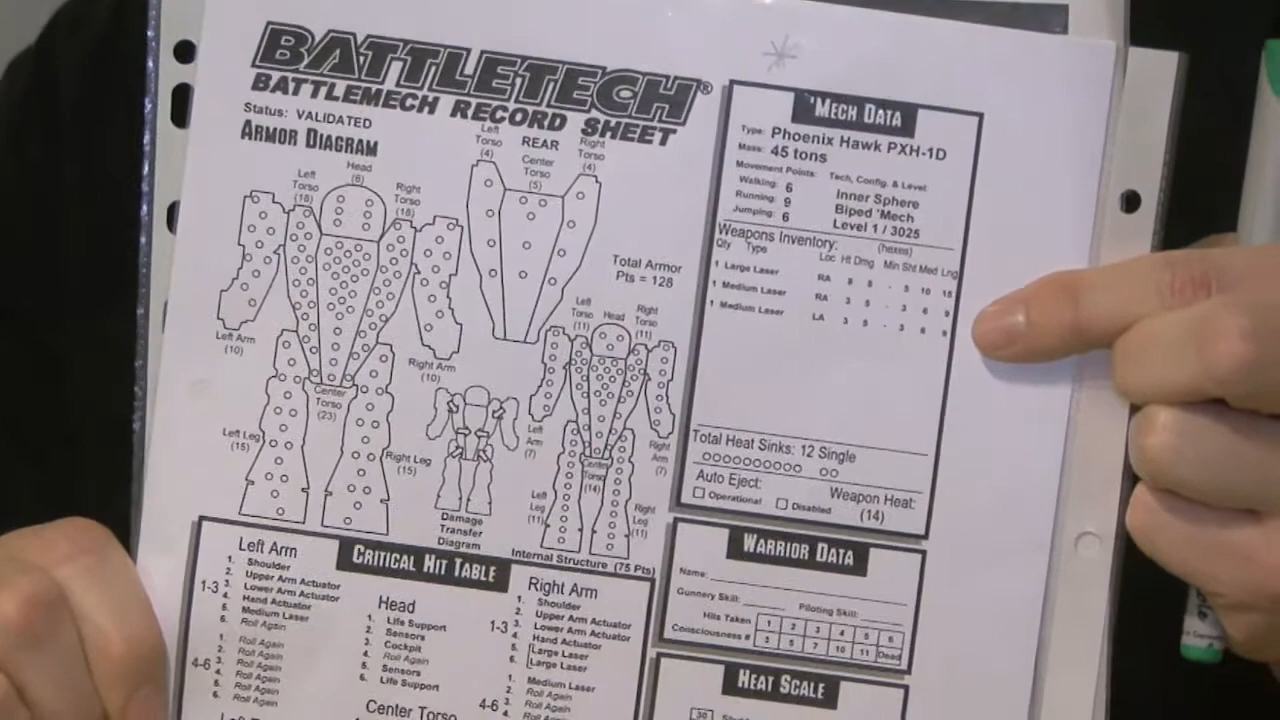 BATTLETECH®
BATTLEMECH RECORD SHEET
Status: VALIDATED
ARMOR DIAGRAM
Left Torso (18)
Head (8)
Right Torso (18)
Left Torso (4)
REAR
Center Torso (5)
Right Torso (4)
Total Armor Pts = 128
Left Arm (10)
Right Arm (10)
Center Torso (23)
Left Leg (15)
Right Leg (15)
Damage Transfer Diagram
Left Torso (11)
Head
Right Torso (11)
Left Arm (7)
Right Arm (7)
Center Torso (14)
Left Leg (11)
Right Leg (11)
Internal Structure (75 Pts)
'MECH DATA
Type: Phoenix Hawk PXH-1D
Mass: 45 tons
Movement Points: Tech, Config, & Level:
Walking: 6 Inner Sphere
Running: 9 Biped 'Mech
Jumping: 6 Level 1 / 3025
Weapons Inventory: (hexes)
Qty Type Loc Ht Dmg Min Sht Med Lng
1 Large Laser RA 8 8 - 5 10 15
1 Medium Laser RA 3 5 - 3 6 9
1 Medium Laser LA 3 5 - 3 6 9
Total Heat Sinks: 12 Single
Auto Eject: Weapon Heat:
Operational Disabled (14)
WARRIOR DATA
Name:
Gunnery Skill: Piloting Skill:
Hits Taken 1 2 3 4 5 6
Consciousness # 3 5 7 10 11 Dead
HEAT SCALE
30
CRITICAL HIT TABLE
Left Arm
1-3
1. Shoulder
2. Upper Arm Actuator
3. Lower Arm Actuator
4. Hand Actuator
5. Medium Laser
6. Roll Again
4-6
1. Roll Again
2. Roll Again
3. Roll Again
4. Roll Again
5. Roll Again
6. Roll Again
Head
1. Life Support
2. Sensors
3. Cockpit
4. Roll Again
5. Sensors
6. Life Support
Center Torso
Right Arm
1-3
1. Shoulder
2. Upper Arm Actuator
3. Lower Arm Actuator
4. Hand Actuator
5. Large Laser
6. Large Laser
4-6
1. Medium Laser
2. Roll Again
3. Roll Again
4. Roll Again